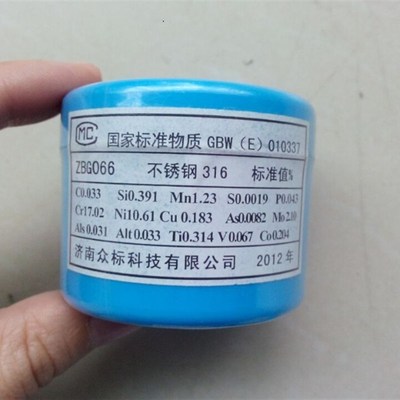 MC 国家标准物质 GBW (E) 010337
ZBG066 不锈钢 316 标准值%
C0.033 Si0.391 Mn1.23 S0.0019 P0.043
Cr17.02 Ni10.61 Cu 0.183 As0.0082 Mo 2.10
Als 0.031 Alt 0.033 Ti0.314 V 0.067 Co 0.204
济南众标科技有限公司 2012年